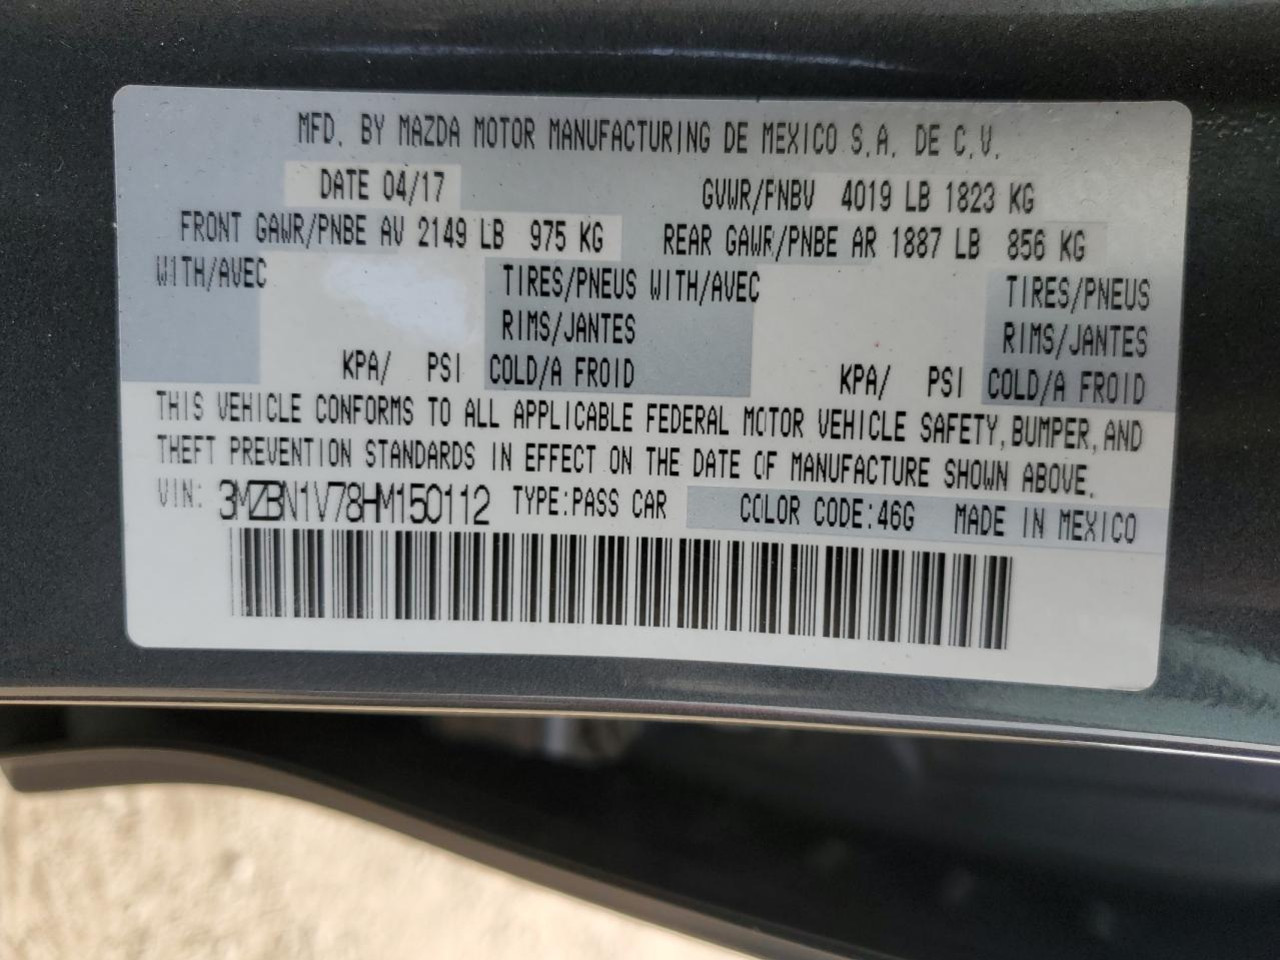 MFD. BY MAZDA MOTOR MANUFACTURING DE MEXICO S.A. DE C.V.
DATE 04/17 GVWR/PNBV 4019 LB 1823 KG
FRONT GAWR/PNBE AV 2149 LB 975 KG REAR GAWR/PNBE AR 1887 LB 856 KG
WITH/AVEC TIRES/PNEUS WITH/AVEC TIRES/PNEUS
RIMS/JANTES RIMS/JANTES
KPA/ PSI COLD/A FROID KPA/ PSI COLD/A FROID
THIS VEHICLE CONFORMS TO ALL APPLICABLE FEDERAL MOTOR VEHICLE SAFETY, BUMPER, AND
THEFT PREVENTION STANDARDS IN EFFECT ON THE DATE OF MANUFACTURE SHOWN ABOVE.
VIN: 3MZBN1V78HM150112 TYPE:PASS CAR COLOR CODE:46G MADE IN MEXICO